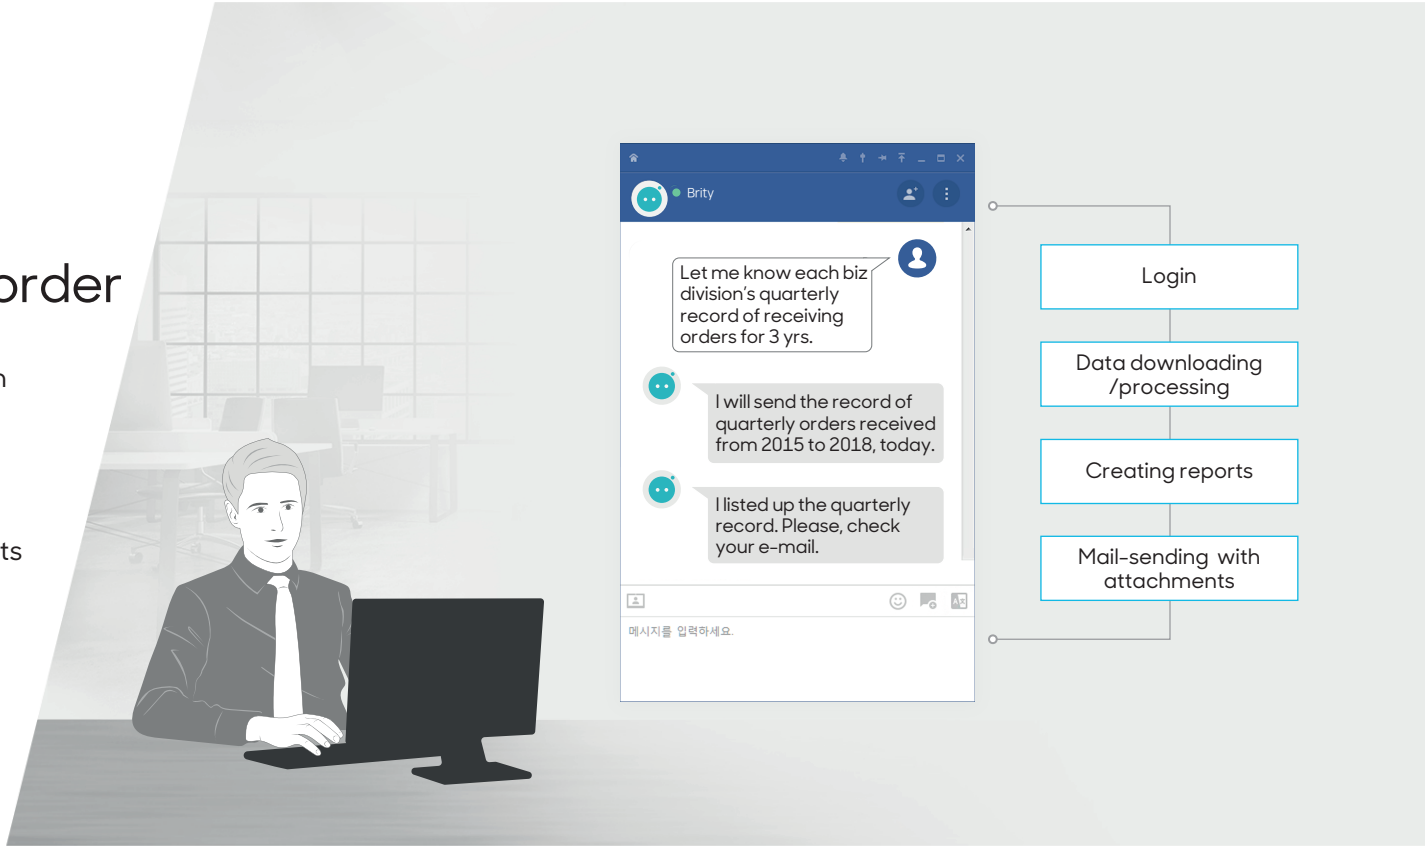 order
n
ts
Brity
Let me know each biz
division's quarterly
record of receiving
orders for 3 yrs.
I will send the record of
quarterly orders received
from 2015 to 2018, today.
I listed up the quarterly
record. Please, check
your e-mail.
메시지를 입력하세요.
Login
Data downloading
/processing
Creating reports
Mail-sending with
attachments